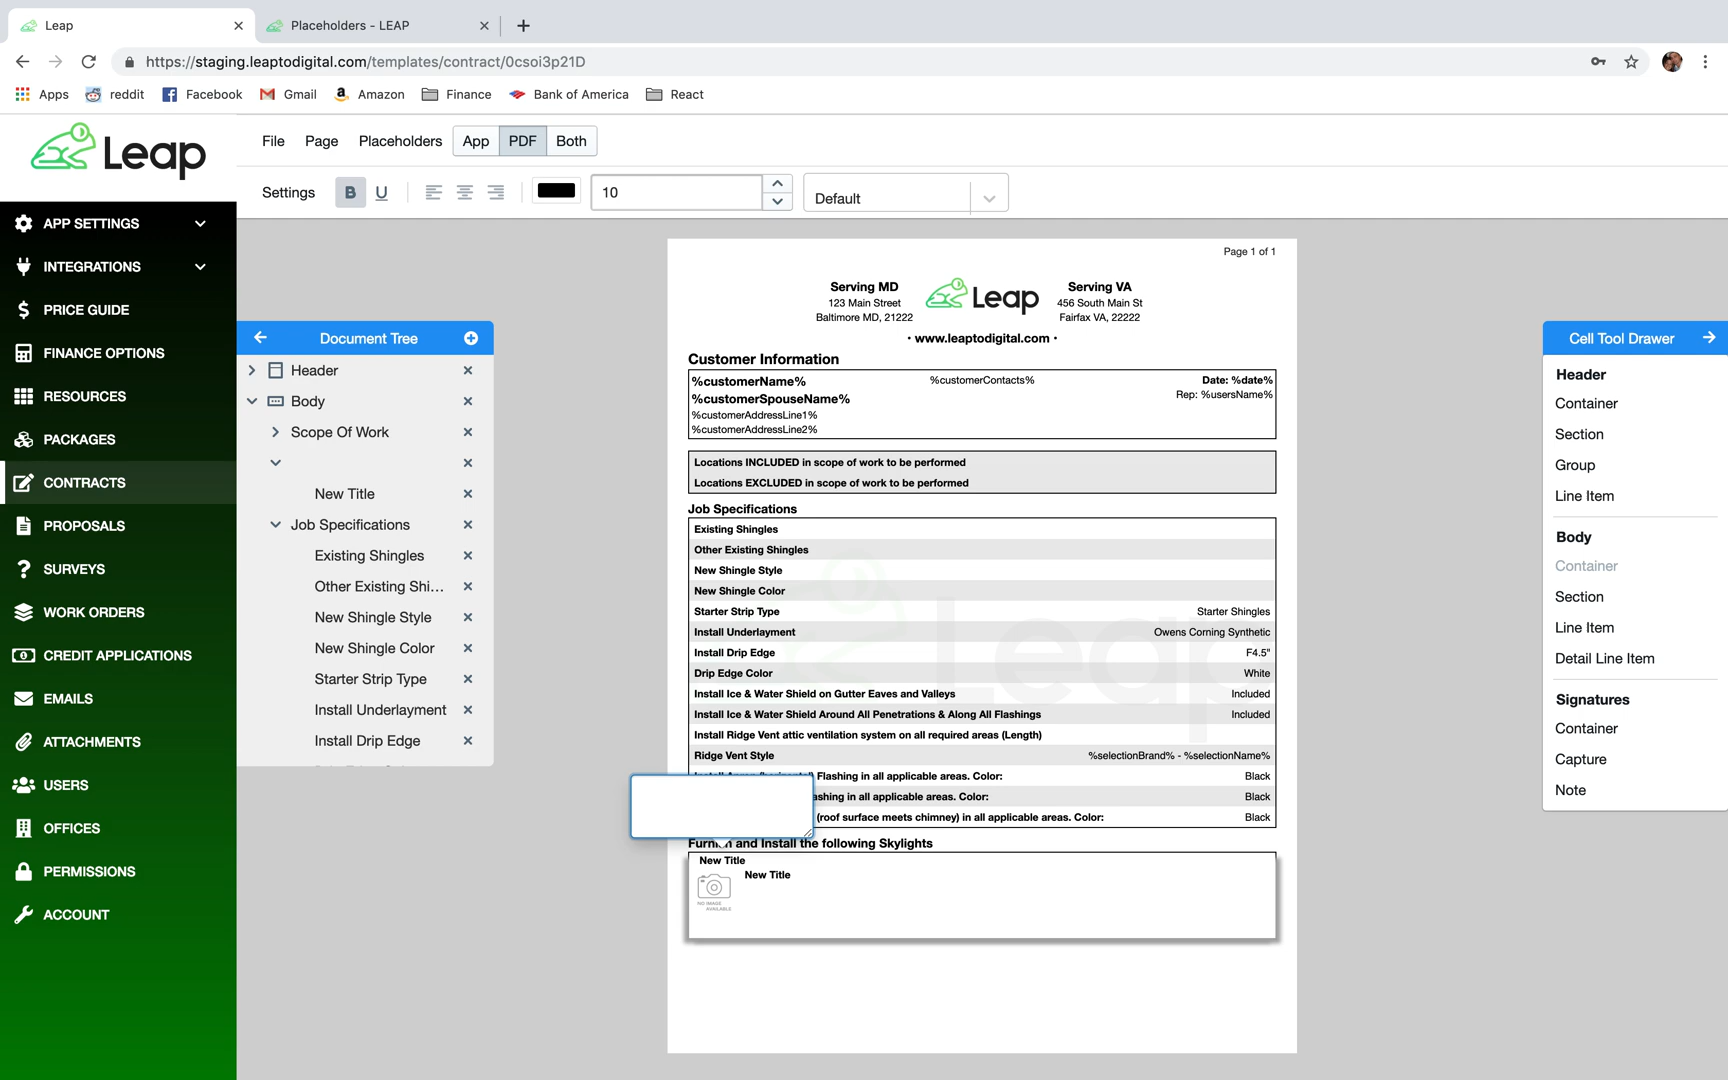 Leap
Placeholders - LEAP
https://staging.leaptodigital.com/templates/contract/0csoi3p21D
Apps
reddit
Facebook
Gmail
Amazon
Finance
Bank of America
React
Leap
File
Page
Placeholders
App
PDF
Both
Settings
B
U
10
Default
APP SETTINGS
INTEGRATIONS
PRICE GUIDE
FINANCE OPTIONS
RESOURCES
PACKAGES
CONTRACTS
PROPOSALS
SURVEYS
WORK ORDERS
CREDIT APPLICATIONS
EMAILS
ATTACHMENTS
USERS
OFFICES
PERMISSIONS
ACCOUNT
Document Tree
Header
Body
Scope Of Work
New Title
Job Specifications
Existing Shingles
Other Existing Shi...
New Shingle Style
New Shingle Color
Starter Strip Type
Install Underlayment
Install Drip Edge
Page 1 of 1
Serving MD
123 Main Street
Baltimore MD, 21222
Leap
Serving VA
456 South Main St
Fairfax VA, 22222
• www.leaptodigital.com •
Customer Information
%customerName%
%customerSpouseName%
%customerAddressLine1%
%customerAddressLine2%
%customerContacts%
Date: %date%
Rep: %usersName%
Locations INCLUDED in scope of work to be performed
Locations EXCLUDED in scope of work to be performed
Job Specifications
Existing Shingles
Other Existing Shingles
New Shingle Style
New Shingle Color
Starter Strip Type Starter Shingles
Install Underlayment Owens Corning Synthetic
Install Drip Edge F4.5"
Drip Edge Color White
Install Ice & Water Shield on Gutter Eaves and Valleys Included
Install Ice & Water Shield Around All Penetrations & Along All Flashings Included
Install Ridge Vent attic ventilation system on all required areas (Length)
Ridge Vent Style %selectionBrand% - %selectionName%
Flashing in all applicable areas. Color: Black
ashing in all applicable areas. Color: Black
(roof surface meets chimney) in all applicable areas. Color: Black
Leap
Furnish and Install the following Skylights
New Title
New Title
NO IMAGE
AVAILABLE
Cell Tool Drawer
Header
Container
Section
Group
Line Item
Body
Container
Section
Line Item
Detail Line Item
Signatures
Container
Capture
Note